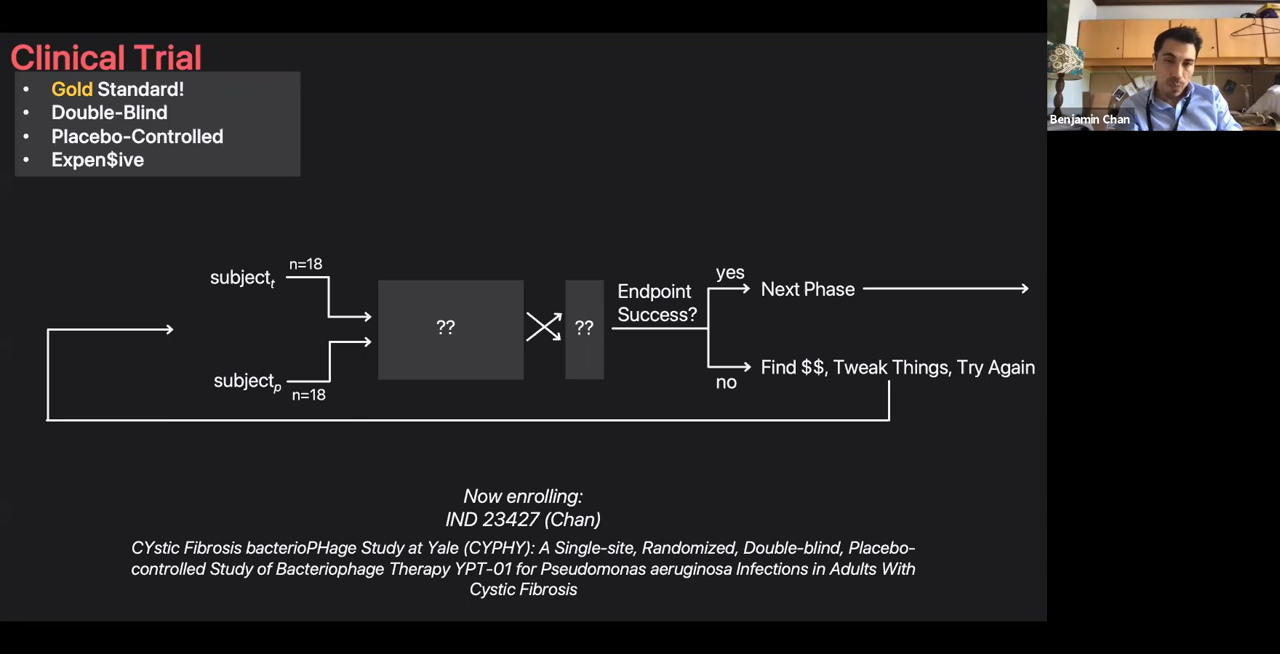 Clinical Trial
• Gold Standard!
• Double-Blind
• Placebo-Controlled
• Expen$ive
Benjamin Chan
n=18
subjectt
??
??
Endpoint
Success?
yes
Next Phase
subjectp
n=18
no
Find $$, Tweak Things, Try Again
Now enrolling:
IND 23427 (Chan)
CYstic Fibrosis bacterioPHage Study at Yale (CYPHY): A Single-site, Randomized, Double-blind, Placebo-
controlled Study of Bacteriophage Therapy YPT-01 for Pseudomonas aeruginosa Infections in Adults With
Cystic Fibrosis